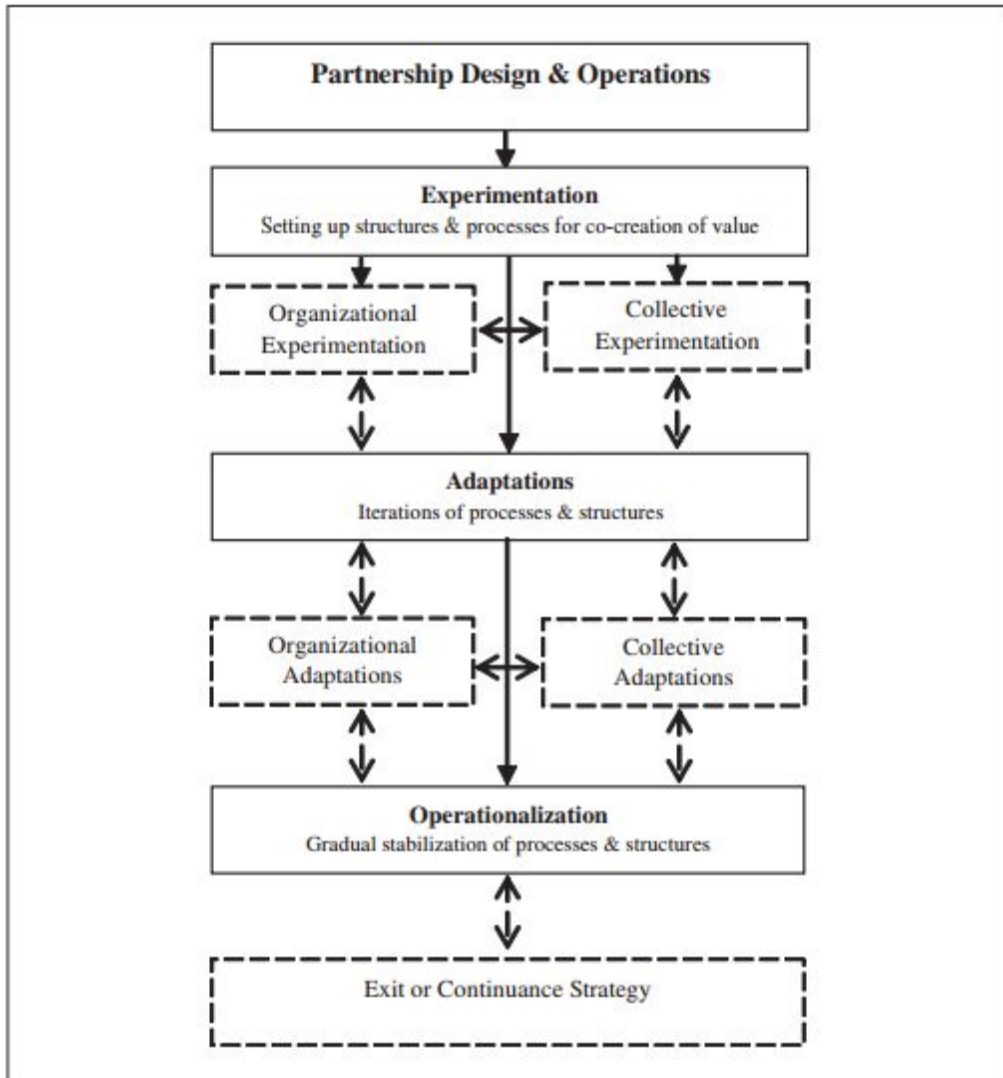 Partnership Design & Operations
Experimentation
Setting up structures & processes for co-creation of value
Organizational
Experimentation
Collective
Experimentation
Adaptations
Iterations of processes & structures
Organizational
Adaptations
Collective
Adaptations
Operationalization
Gradual stabilization of processes & structures
Exit or Continuance Strategy